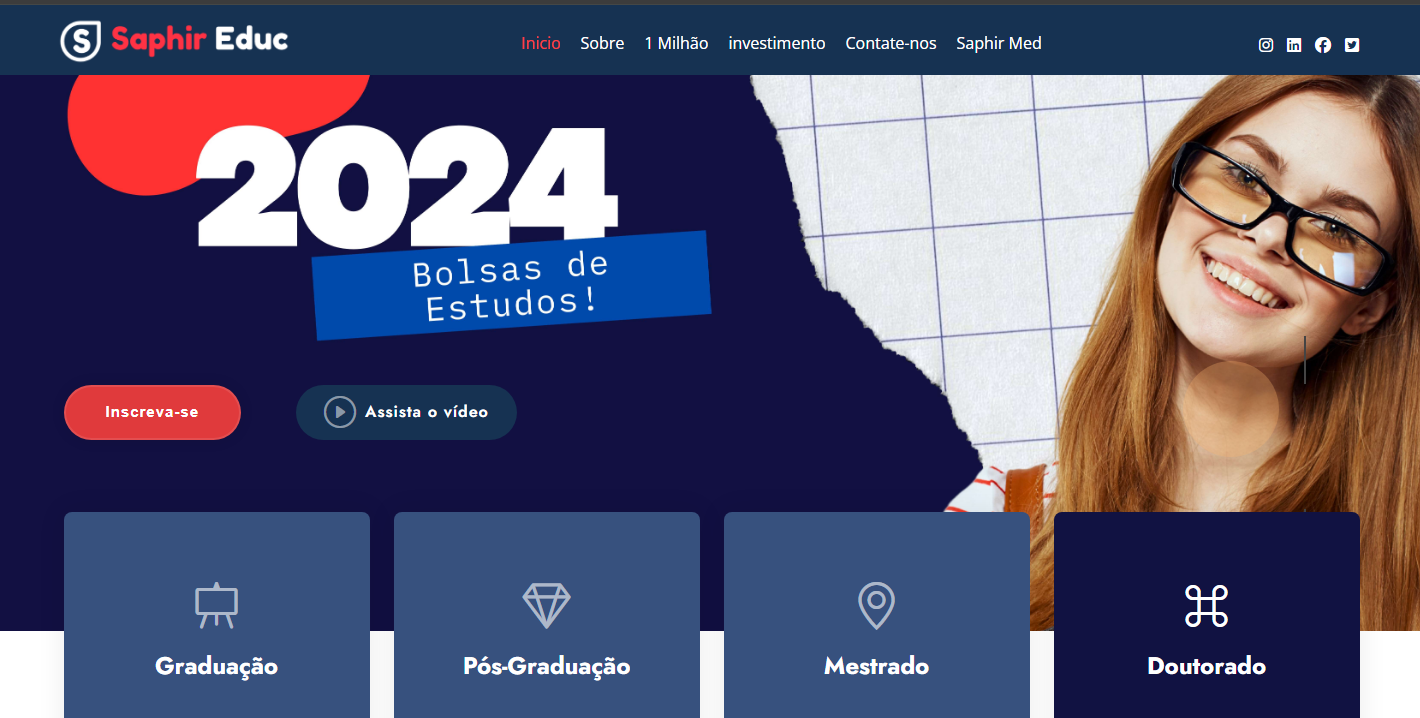 S Saphir Educ
Inicio Sobre 1 Milhão investimento Contate-nos Saphir Med
2024
Bolsas de
Estudos!
Inscreva-se Assista o vídeo
Graduação Pós-Graduação Mestrado Doutorado